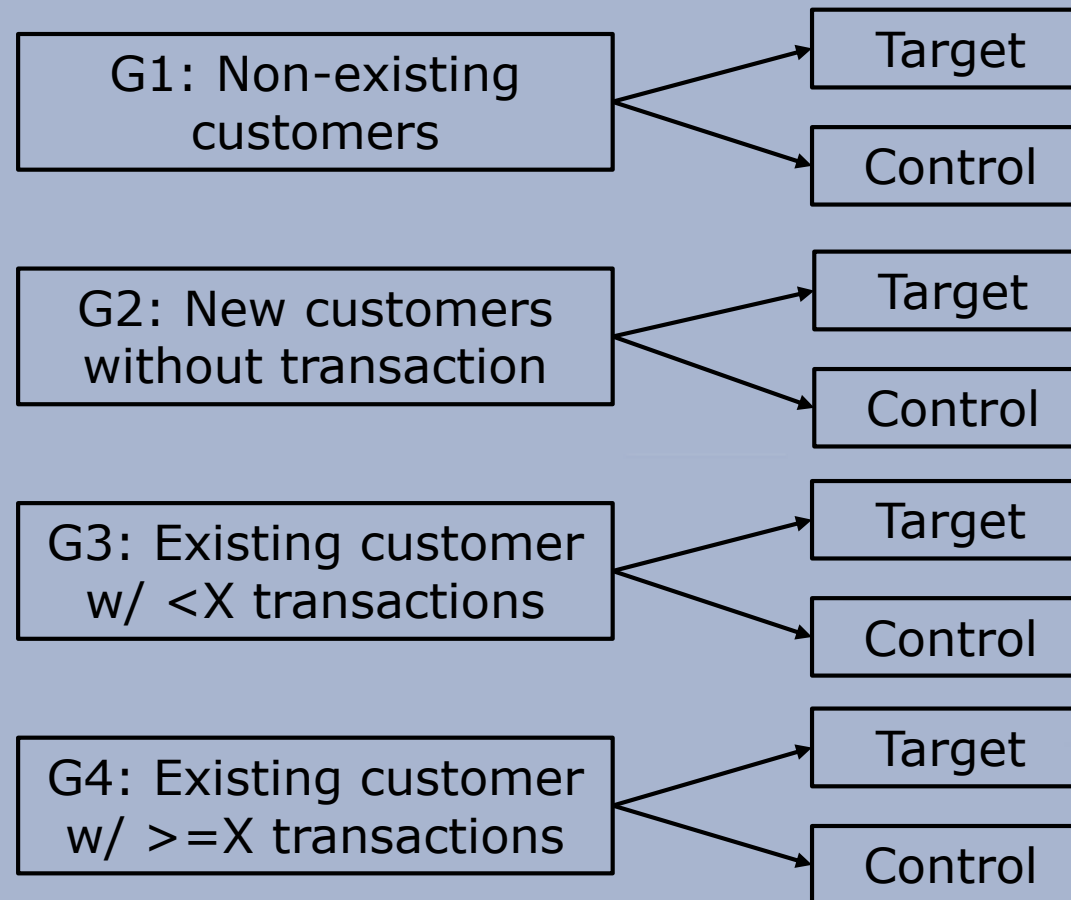 G1: Non-existing
customers
Target
Control
G2: New customers
without transaction
Target
Control
G3: Existing customer
w/ <X transactions
Target
Control
G4: Existing customer
w/ >=X transactions
Target
Control